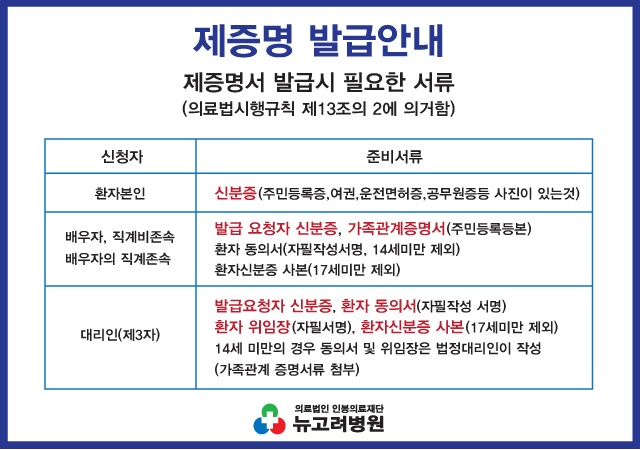 제증명 발급안내
제증명서 발급시 필요한 서류
(의료법시행규칙 제13조의 2에 의거함)
신청자
준비서류
환자본인
신분증(주민등록증,여권,운전면허증,공무원증등 사진이 있는것)
배우자, 직계비존속
배우자의 직계존속
발급 요청자 신분증, 가족관계증명서(주민등록등본)
환자 동의서(자필작성서명, 14세미만 제외)
환자신분증 사본(17세미만 제외)
대리인(제3자)
발급요청자 신분증, 환자 동의서(자필작성 서명)
환자 위임장(자필서명), 환자신분증 사본(17세미만 제외)
14세 미만의 경우 동의서 및 위임장은 법정대리인이 작성
(가족관계 증명서류 첨부)
의료법인 인봉의료재단
뉴고려병원